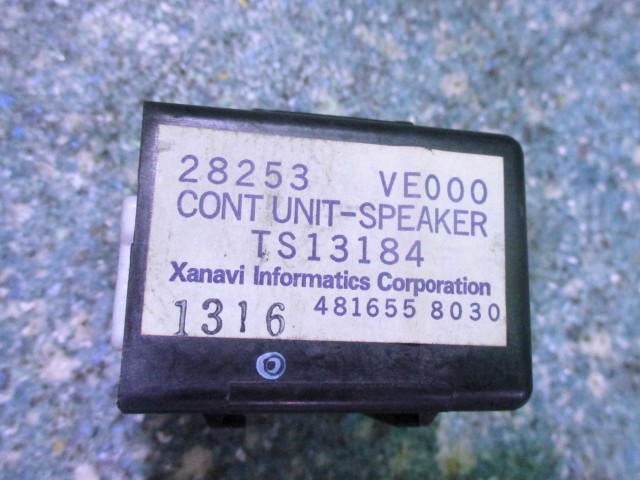 28253 VE000
CONT UNIT-SPEAKER
TS13184
Xanavi Informatics Corporation
1316 481655 8030